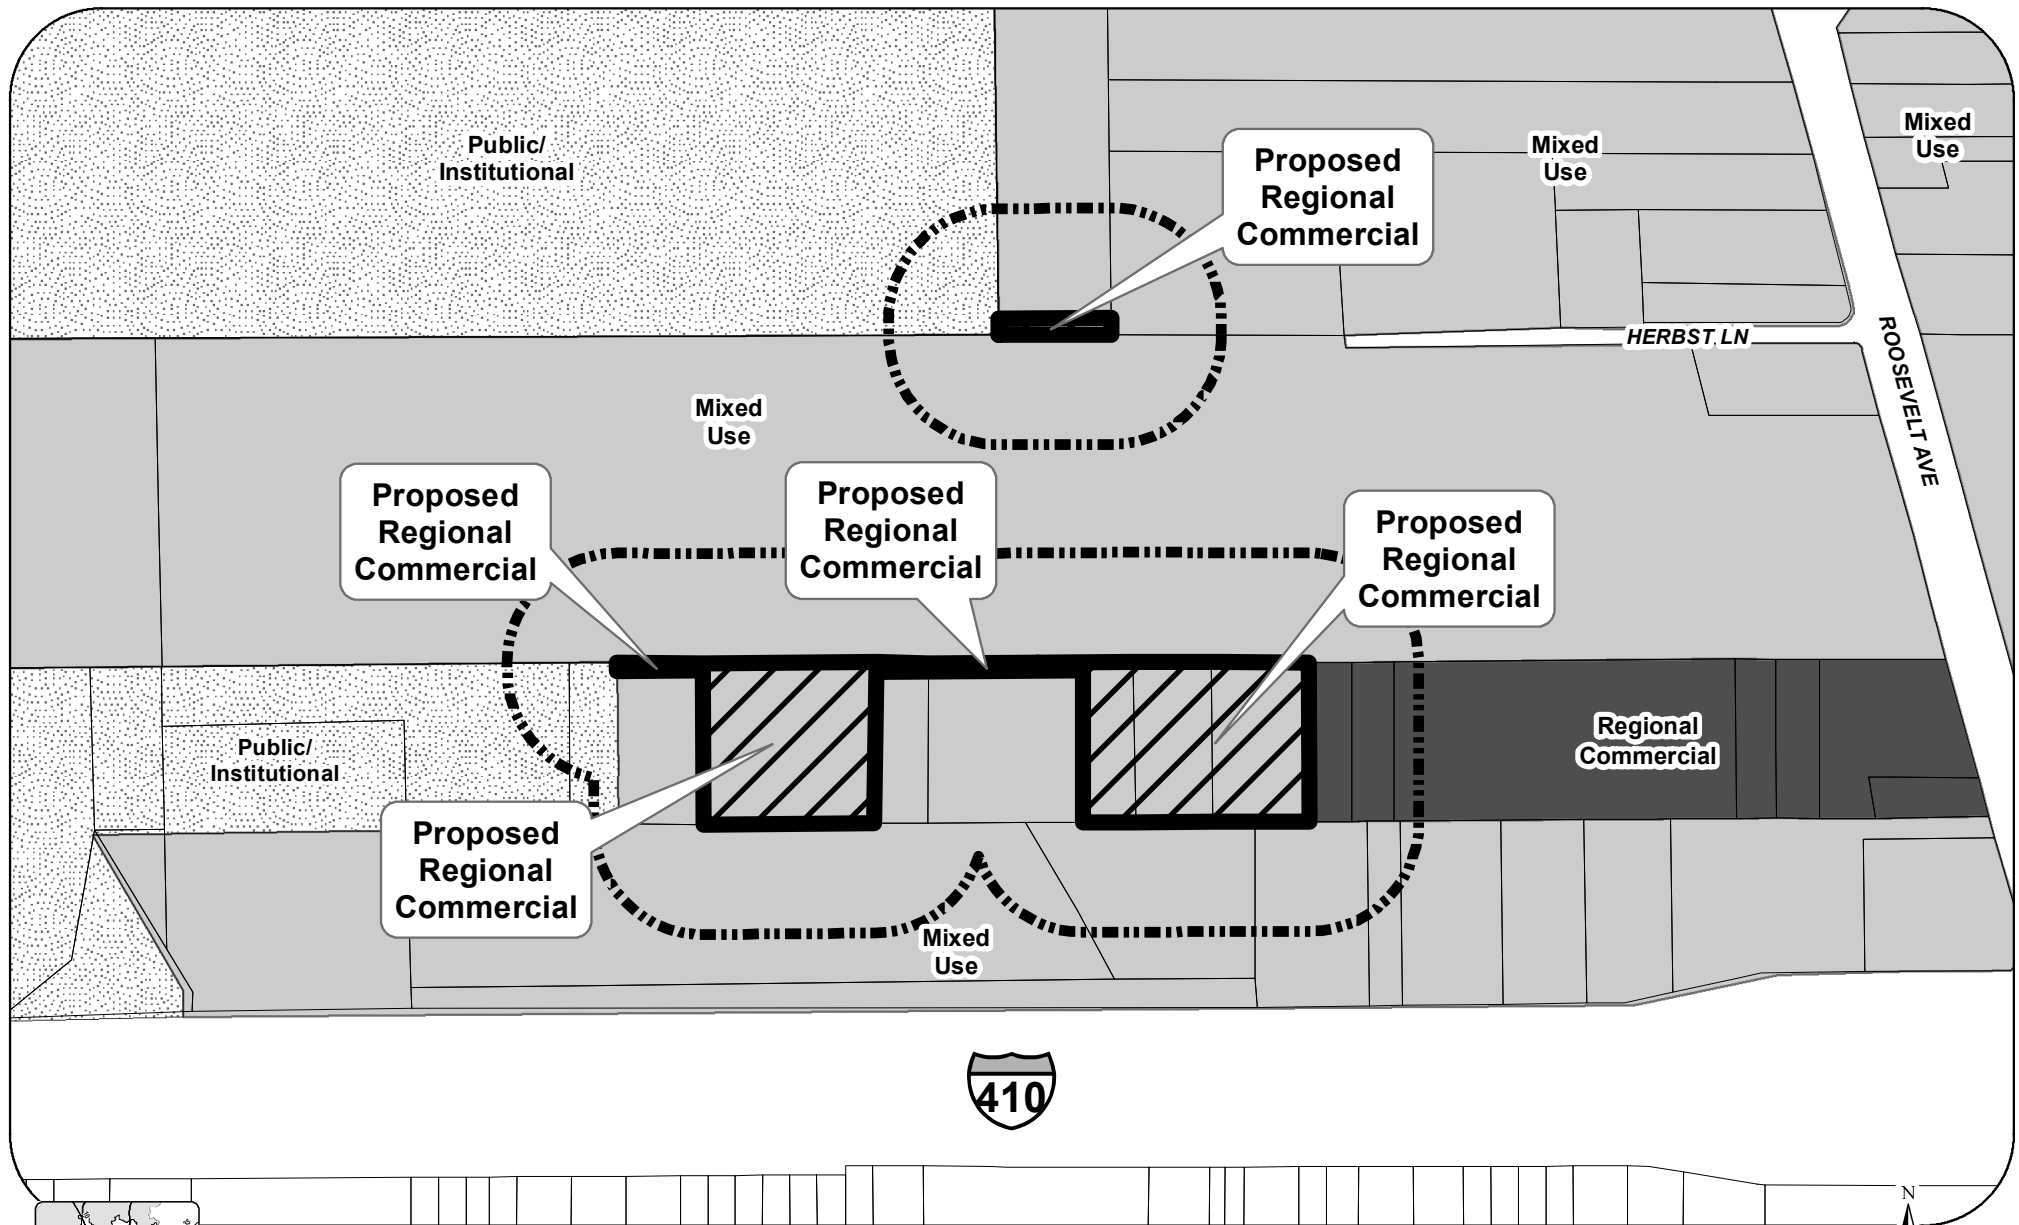 Public/
Institutional
Proposed
Regional
Commercial
Mixed
Use
Mixed
Use
HERBST LN
ROOSEVELT AVE
Mixed
Use
Proposed
Regional
Commercial
Proposed
Regional
Commercial
Proposed
Regional
Commercial
Public/
Institutional
Regional
Commercial
Proposed
Regional
Commercial
Mixed
Use
410
N